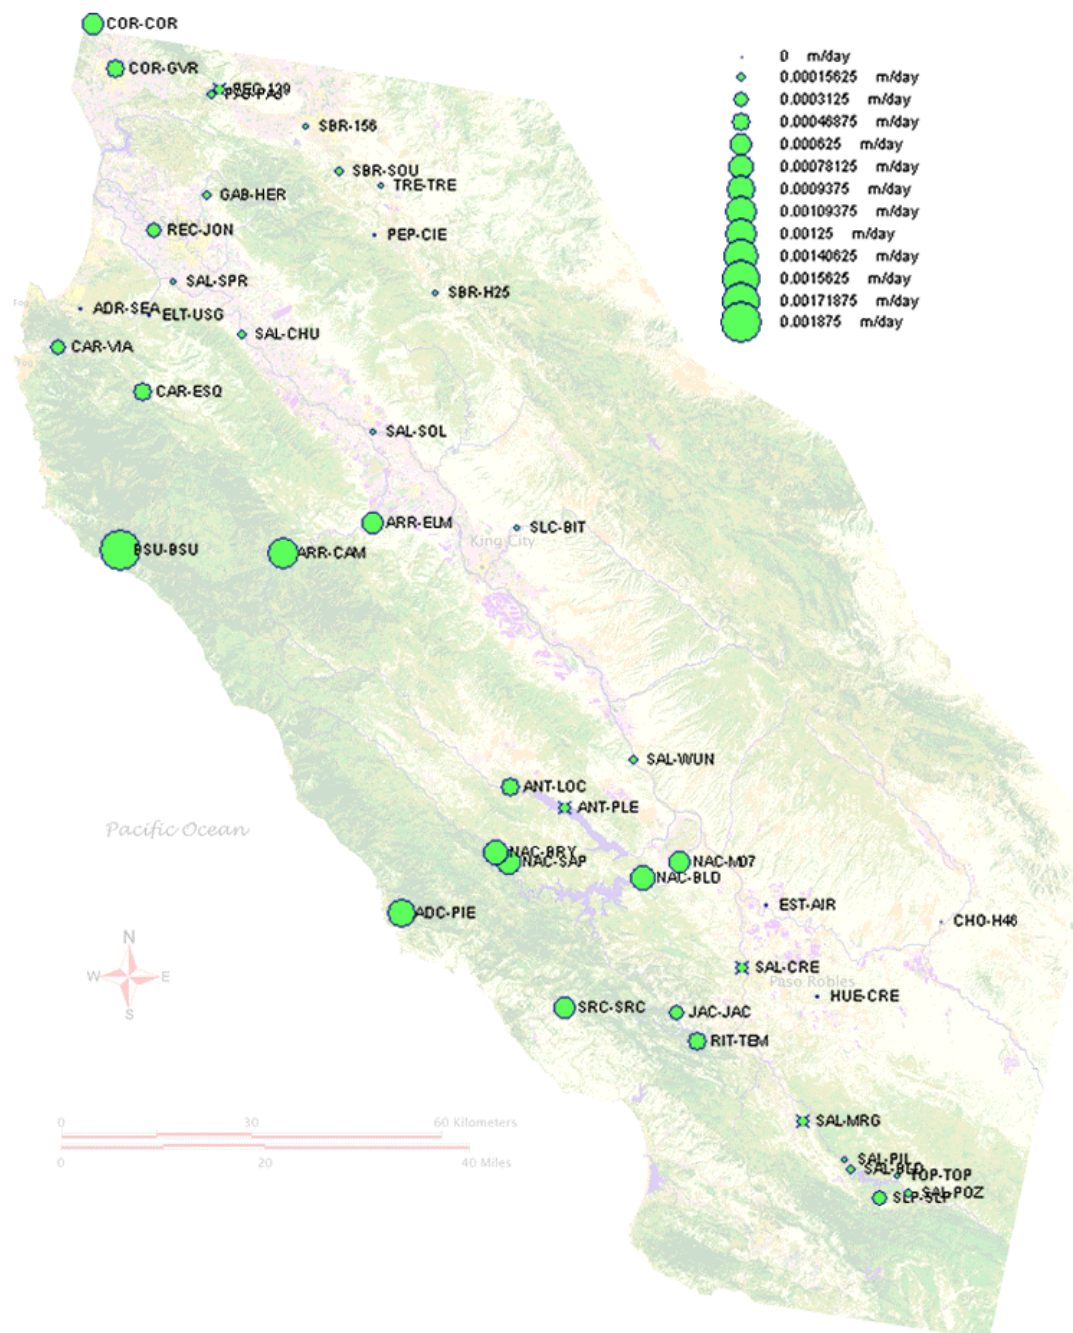 COR-COR
0 m/day
COR-GVR
0.00015625 m/day
0.0003125 m/day
0.00046875 m/day
SBR-156
0.000625 m/day
0.00078125 m/day
SBR-SOU
TRE-TRE
0.0009375 m/day
GAB-HER
0.00109375 m/day
REC-JON
PEP-CIE
0.00125 m/day
0.00140625 m/day
SAL-SPR
0.0015625 m/day
SBR-H25
0.00171875 m/day
ADR-SEA
ELT-USG
0.001875 m/day
SAL-CHU
CAR-VIA
CAR-ESQ
SAL-SOL
ARR-ELM
SLC-BIT
King City
BSU-BSU
ARR-CAM
SAL-WUN
ANT-LOC
ANT-PLE
Pacific Ocean
NAC-BRY
NAC-SAP
NAC-M07
NAC-BLD
EST-AIR
ADC-PIE
CHO-H46
N
W E
S
SAL-CRE
Paso Robles
HUE-CRE
SRC-SRC
JAC-JAC
RIT-TEM
0 30 60 Kilometers
SAL-MRG
0 20 40 Miles
SAL-PIL
SAL-BLD
TOP-TOP
SAL-POZ
SLP-SLP